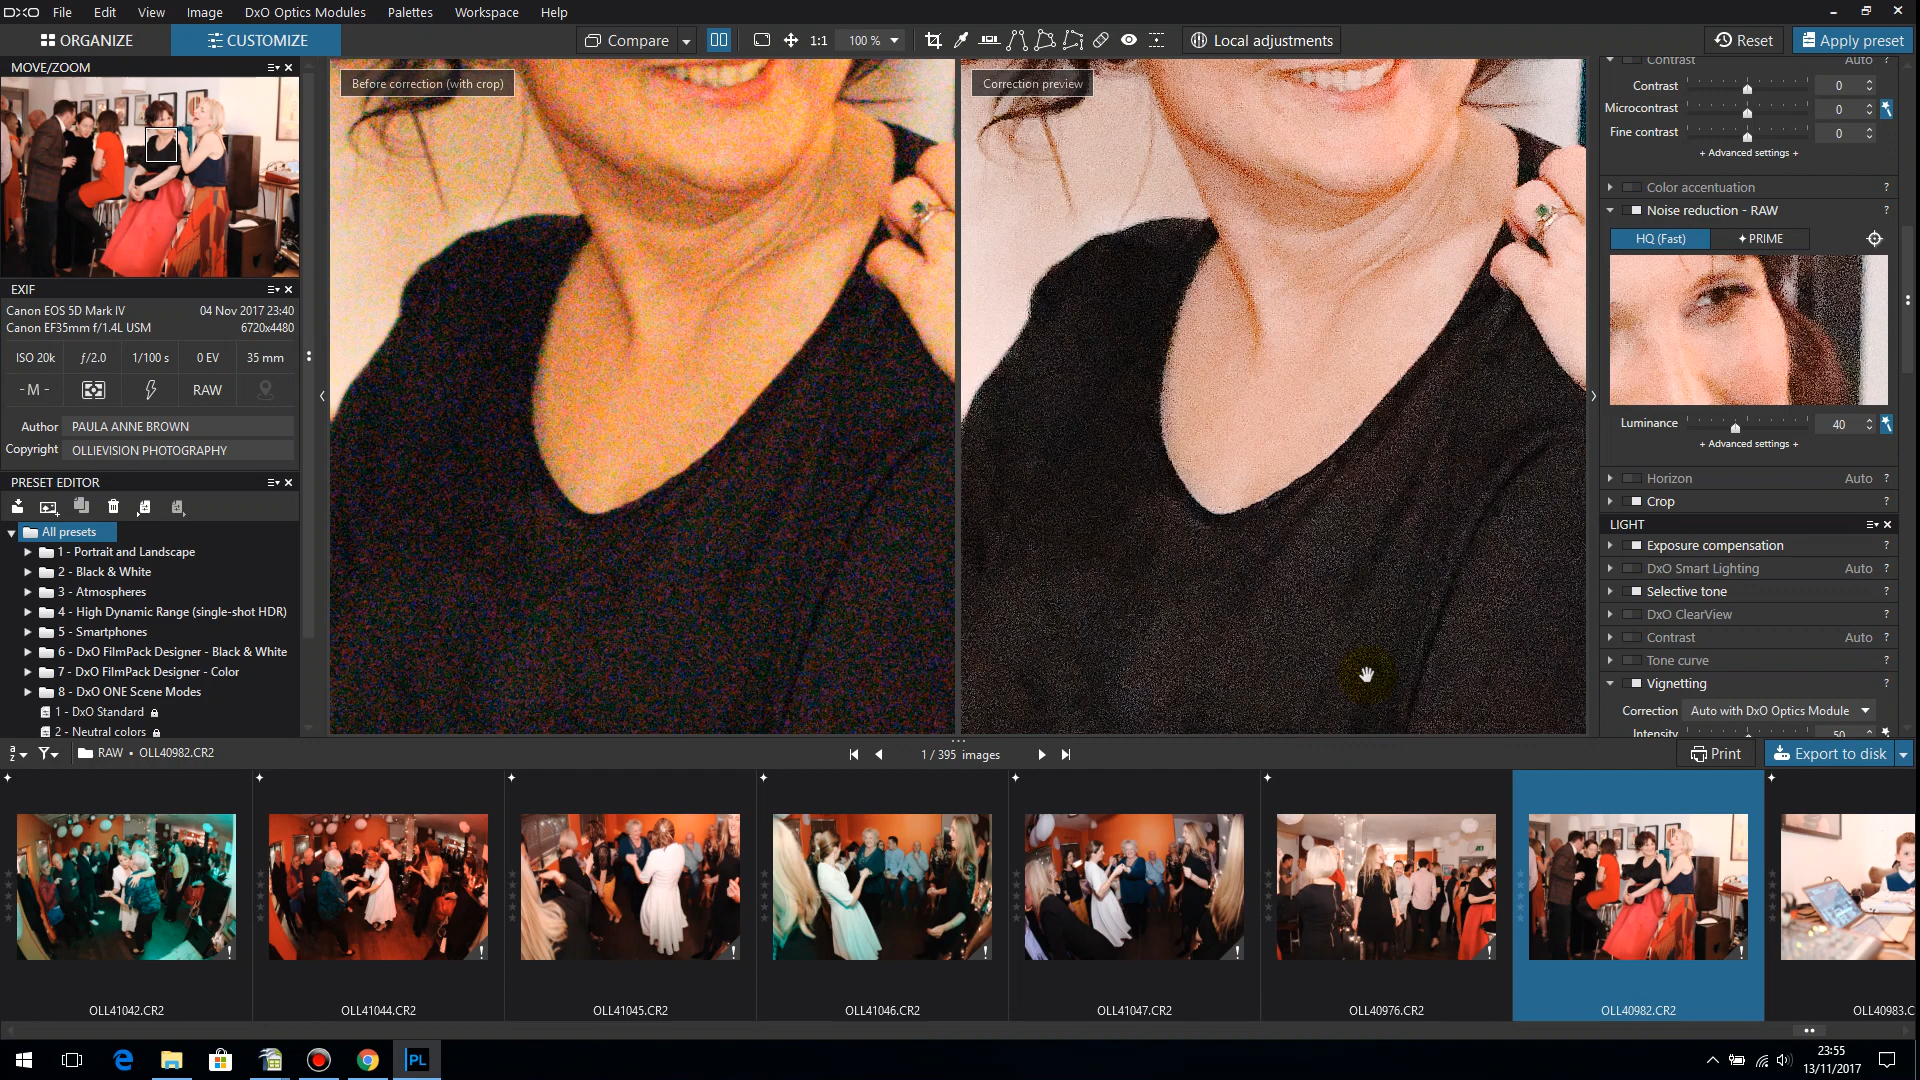 DXO File Edit View Image DxO Optics Modules Palettes Workspace Help
ORGANIZE CUSTOMIZE Compare 1:1 100 % Local adjustments Reset Apply preset
MOVE/ZOOM
Before correction (with crop)
Correction preview
EXIF
Canon EOS 5D Mark IV 04 Nov 2017 23:40
Canon EF35mm f/1.4L USM 6720x4480
ISO 20k ƒ/2.0 1/100 s 0 EV 35 mm
- M - RAW
Author PAULA ANNE BROWN
Copyright OLLIEVISION PHOTOGRAPHY
PRESET EDITOR
All presets
1 - Portrait and Landscape
2 - Black & White
3 - Atmospheres
4 - High Dynamic Range (single-shot HDR)
5 - Smartphones
6 - DxO FilmPack Designer - Black & White
7 - DxO FilmPack Designer - Color
8 - DxO ONE Scene Modes
1 - DxO Standard
2 - Neutral colors
Contrast Auto ?
Contrast 0
Microcontrast 0
Fine contrast 0
+ Advanced settings +
Color accentuation ?
Noise reduction - RAW ?
HQ (Fast) PRIME
Luminance 40
+ Advanced settings +
Horizon Auto ?
Crop ?
LIGHT
Exposure compensation ?
DxO Smart Lighting Auto ?
Selective tone ?
DxO ClearView ?
Contrast Auto ?
Tone curve ?
Vignetting ?
Correction Auto with DxO Optics Module
Intensity 50
RAW • OLL40982.CR2 1 / 395 images Print Export to disk
OLL41042.CR2 OLL41044.CR2 OLL41045.CR2 OLL41046.CR2 OLL41047.CR2 OLL40976.CR2 OLL40982.CR2 OLL40983.C
PL
23:55
13/11/2017